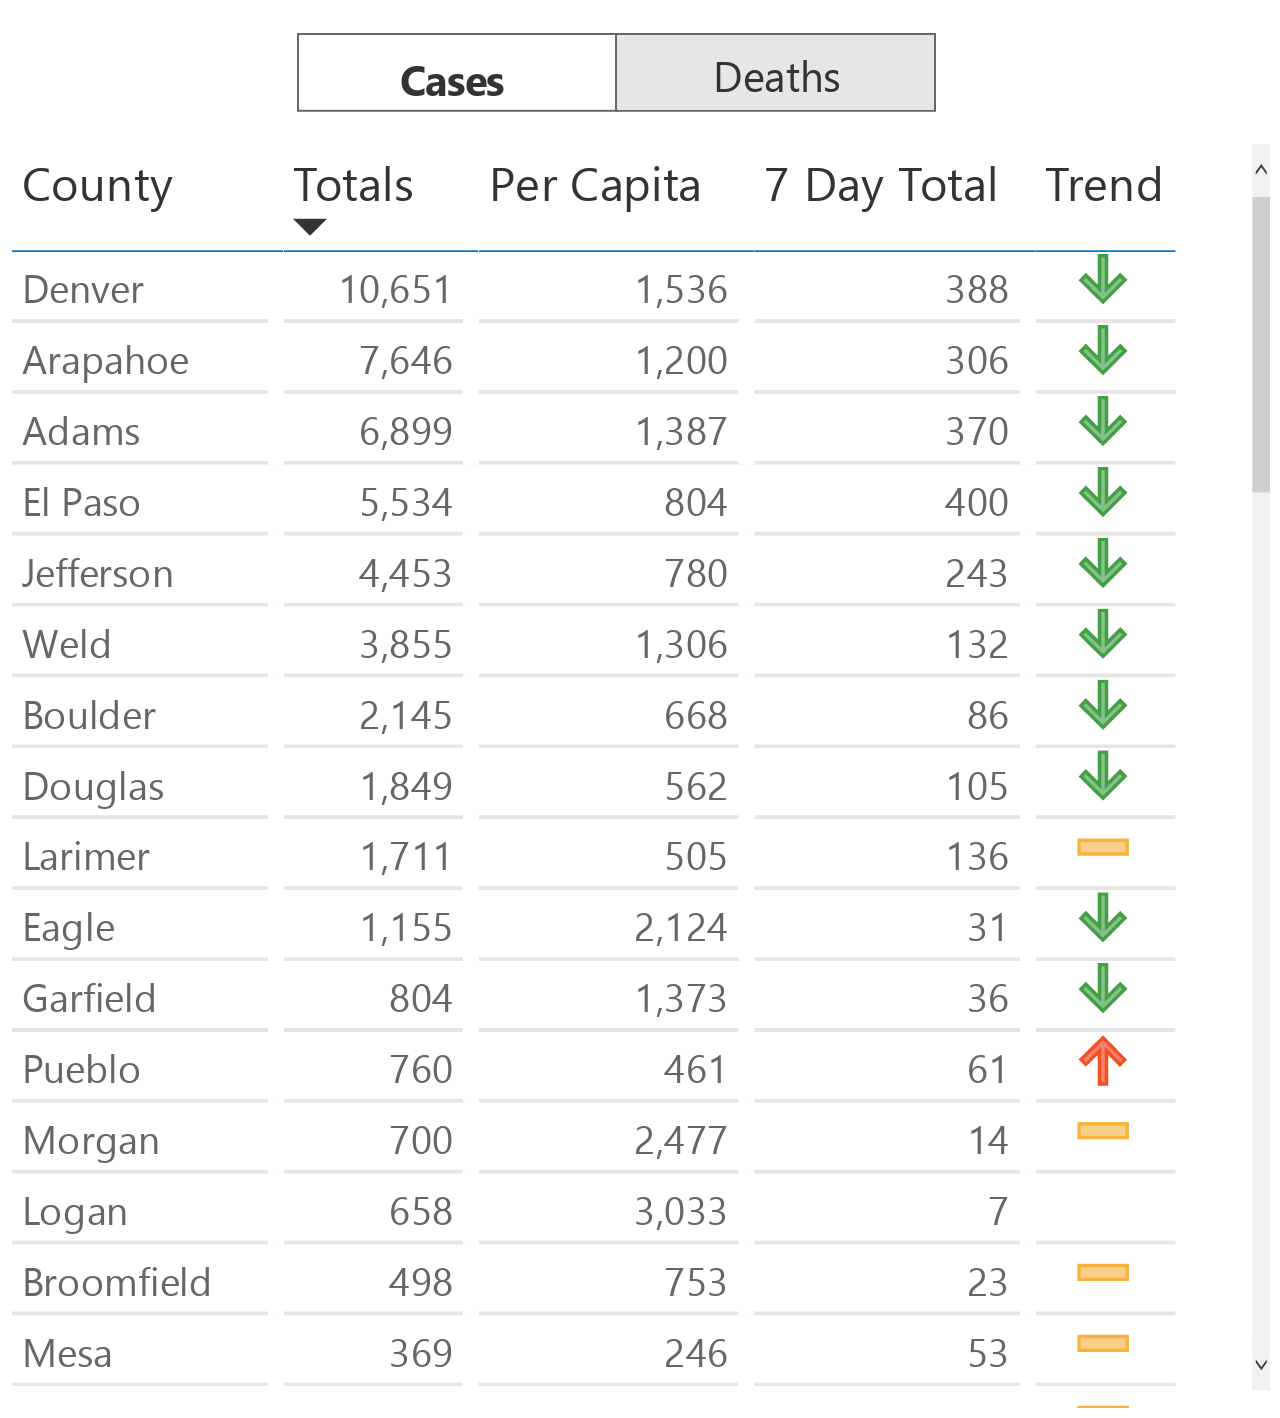 Cases Deaths
County Totals Per Capita 7 Day Total Trend
Denver 10,651 1,536 388
Arapahoe 7,646 1,200 306
Adams 6,899 1,387 370
El Paso 5,534 804 400
Jefferson 4,453 780 243
Weld 3,855 1,306 132
Boulder 2,145 668 86
Douglas 1,849 562 105
Larimer 1,711 505 136
Eagle 1,155 2,124 31
Garfield 804 1,373 36
Pueblo 760 461 61
Morgan 700 2,477 14
Logan 658 3,033 7
Broomfield 498 753 23
Mesa 369 246 53